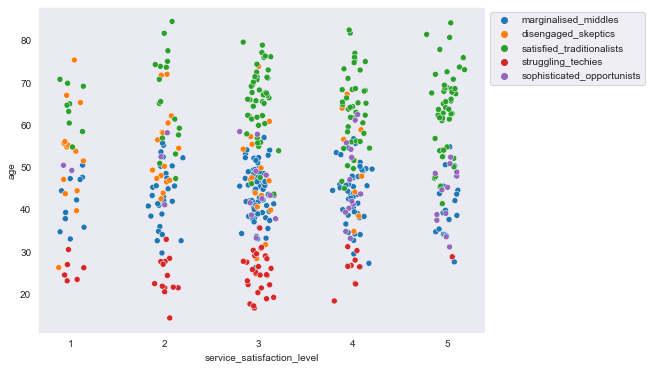 marginalised_middles
disengaged_skeptics
satisfied_traditionalists
struggling_techies
sophisticated_opportunists
age
80
70
60
50
40
30
20
1 2 3 4 5
service_satisfaction_level